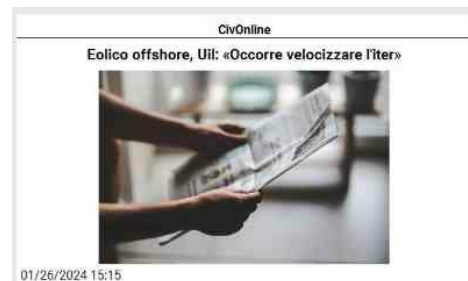 CivOnline
Eolico offshore, Uil: «Occorre velocizzare l'iter»
01/26/2024 15:15